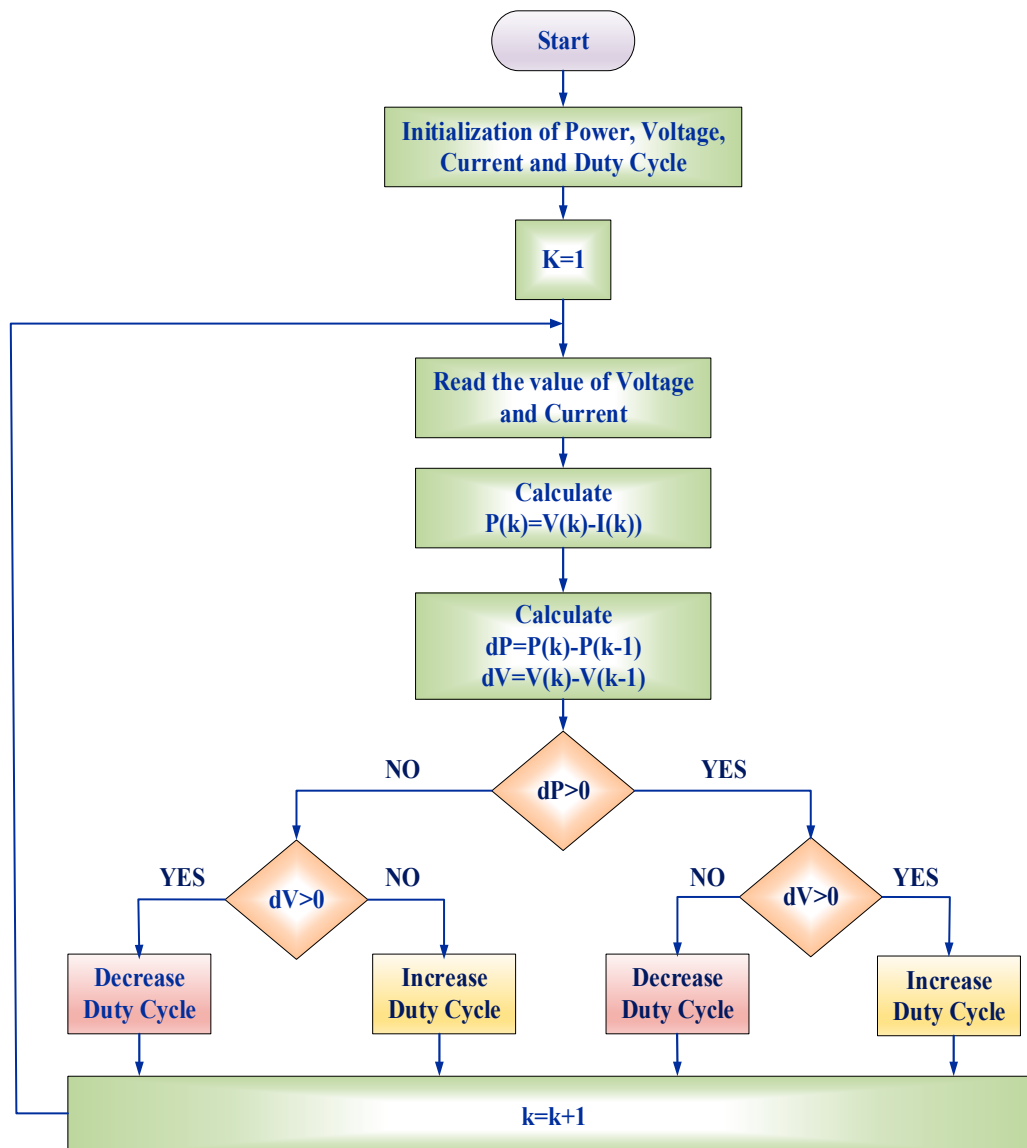 Start
Initialization of Power, Voltage,
Current and Duty Cycle
K=1
Read the value of Voltage
and Current
Calculate
P(k)=V(k)-I(k))
Calculate
dP=P(k)-P(k-1)
dV=V(k)-V(k-1)
NO
YES
dP>0
YES
NO
dV>0
NO
YES
dV>0
Decrease
Duty Cycle
Increase
Duty Cycle
Decrease
Duty Cycle
Increase
Duty Cycle
k=k+1